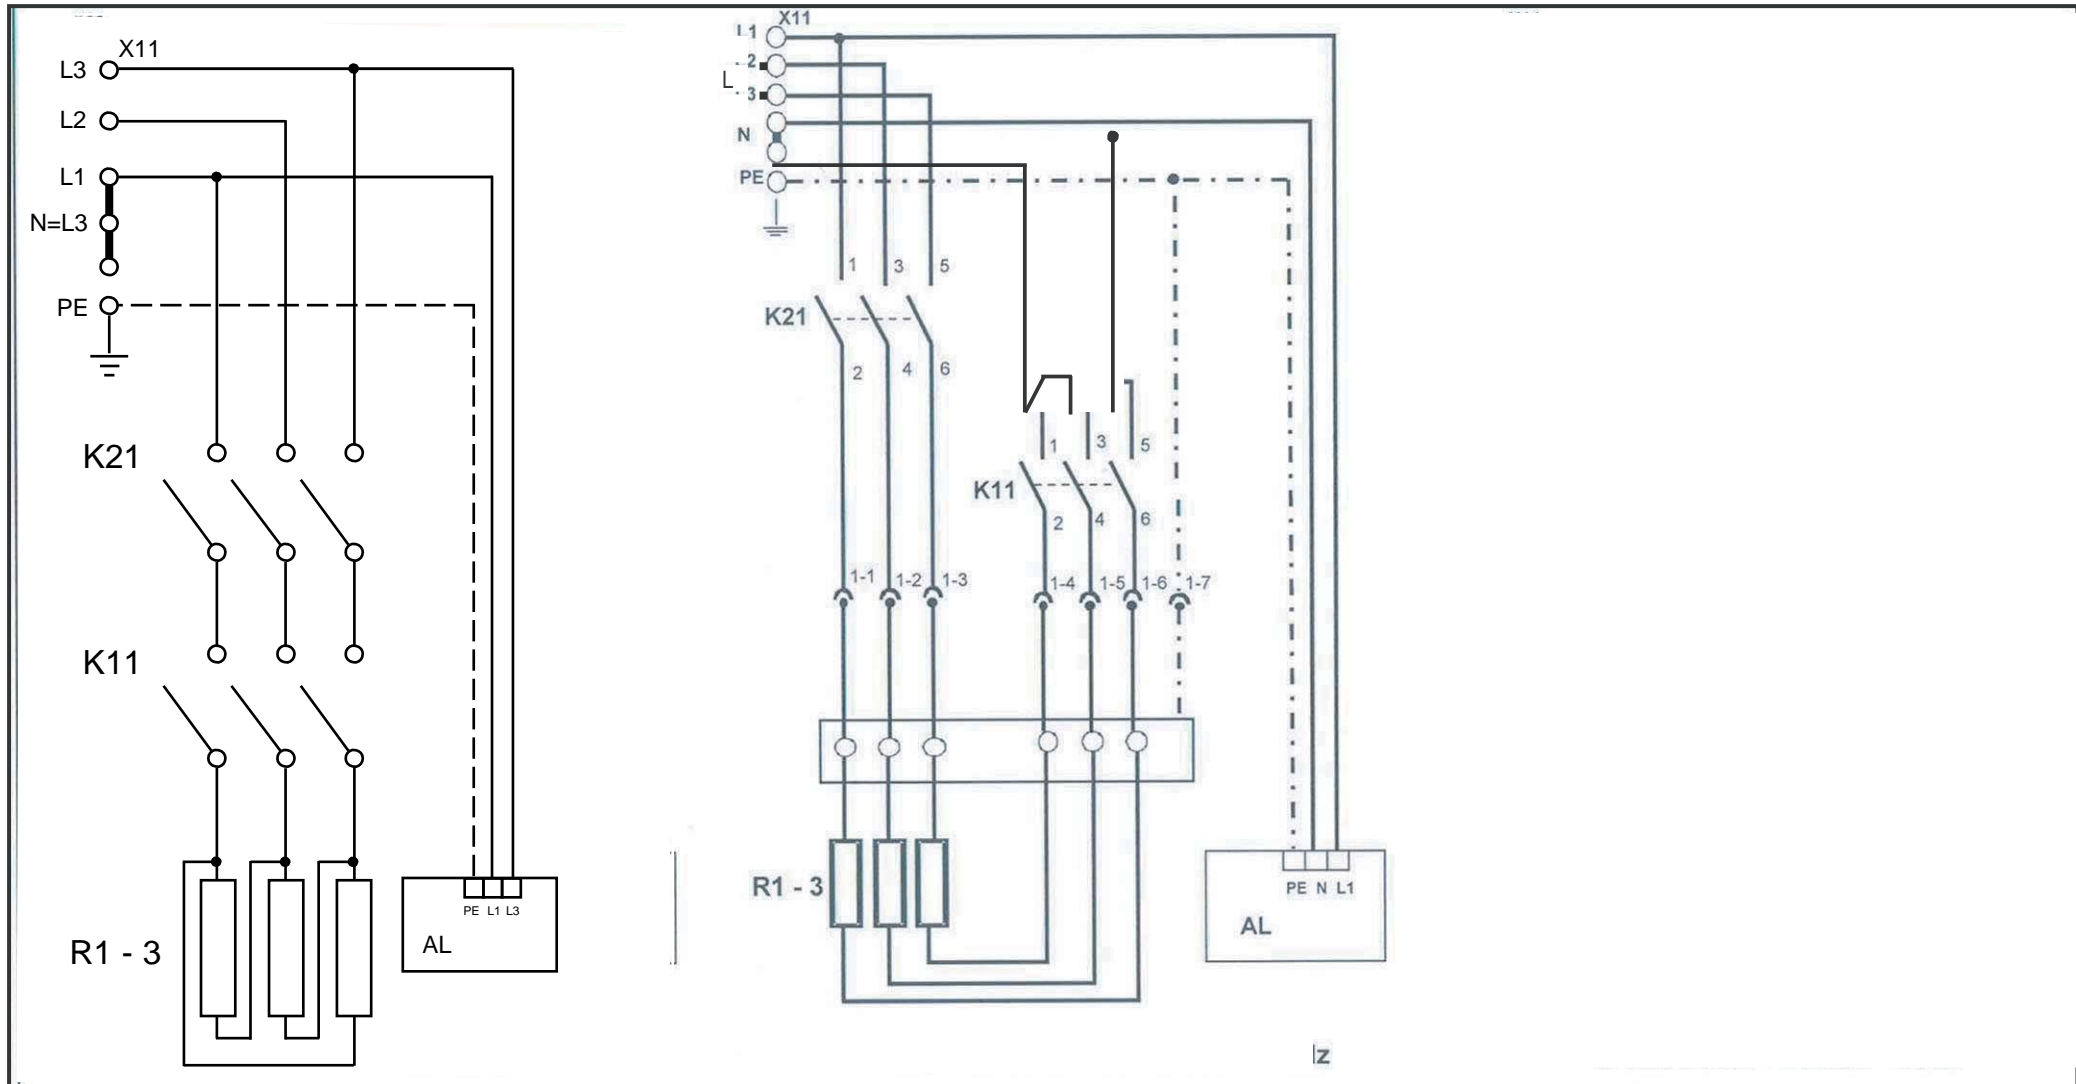 X11
L3
L2
L1
N=L3
PE
K21
K11
R1 - 3
PE L1 L3
AL
X11
L1
2
L
3
N
PE
1 3 5
K21
2 4 6
1 3 5
K11
2 4 6
1-1 1-2 1-3 1-4 1-5 1-6 1-7
R1 - 3
PE N L1
AL
z